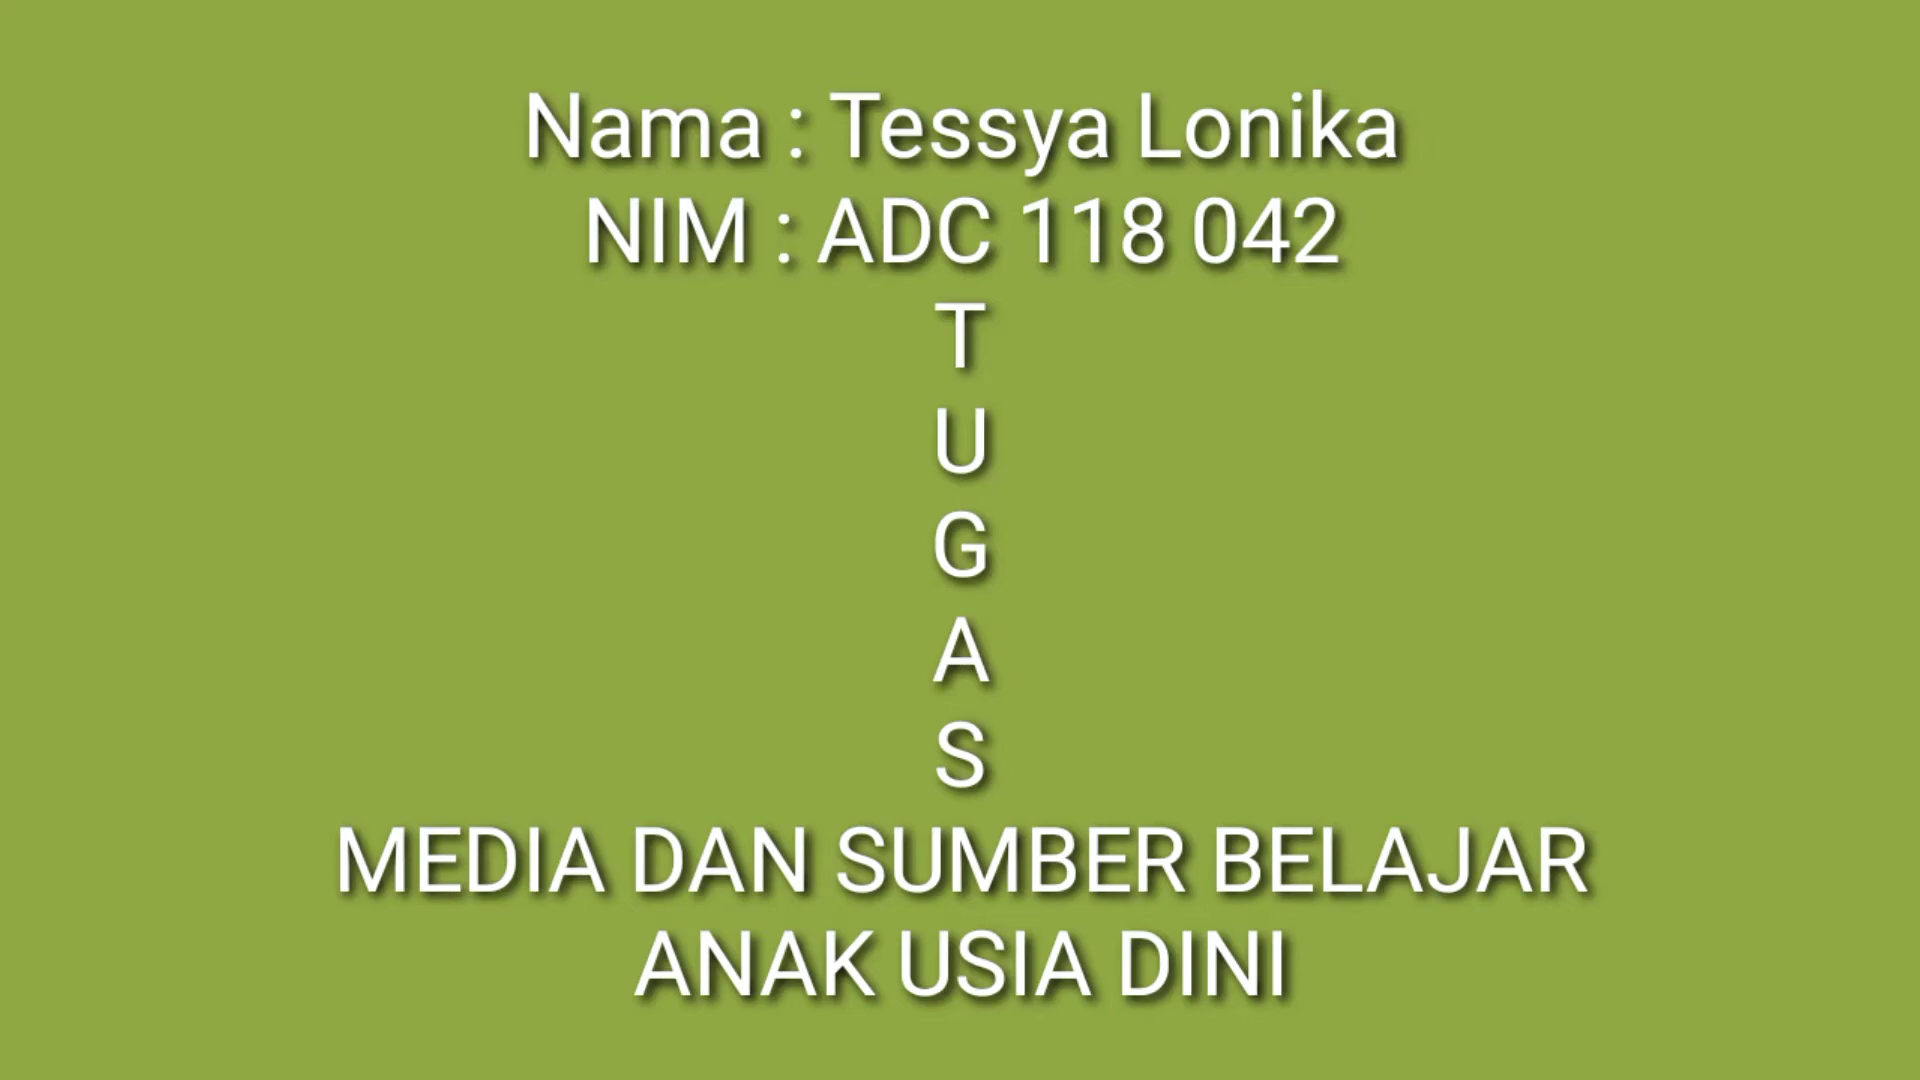 Nama : Tessya Lonika
NIM : ADC 118 042
T
U
G
A
S
MEDIA DAN SUMBER BELAJAR
ANAK USIA DINI